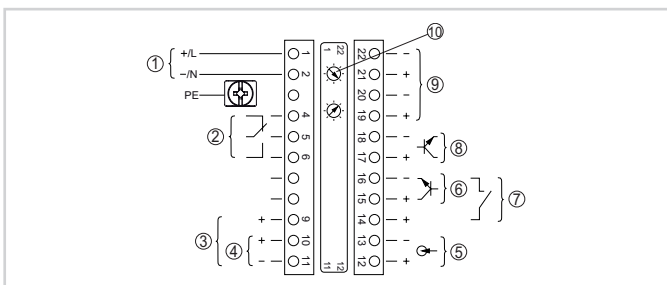 ⑩
① +/L 1 1 22 22 −
−/N 2 21 + ⑨
PE 20 −
② 4 19 +
5 18 − ⑧
6 17 +
16 − ⑥ ⑦
15 +
③ + 9 14 +
④ + 10 13 − ⑤
− 11 11 12 12 +